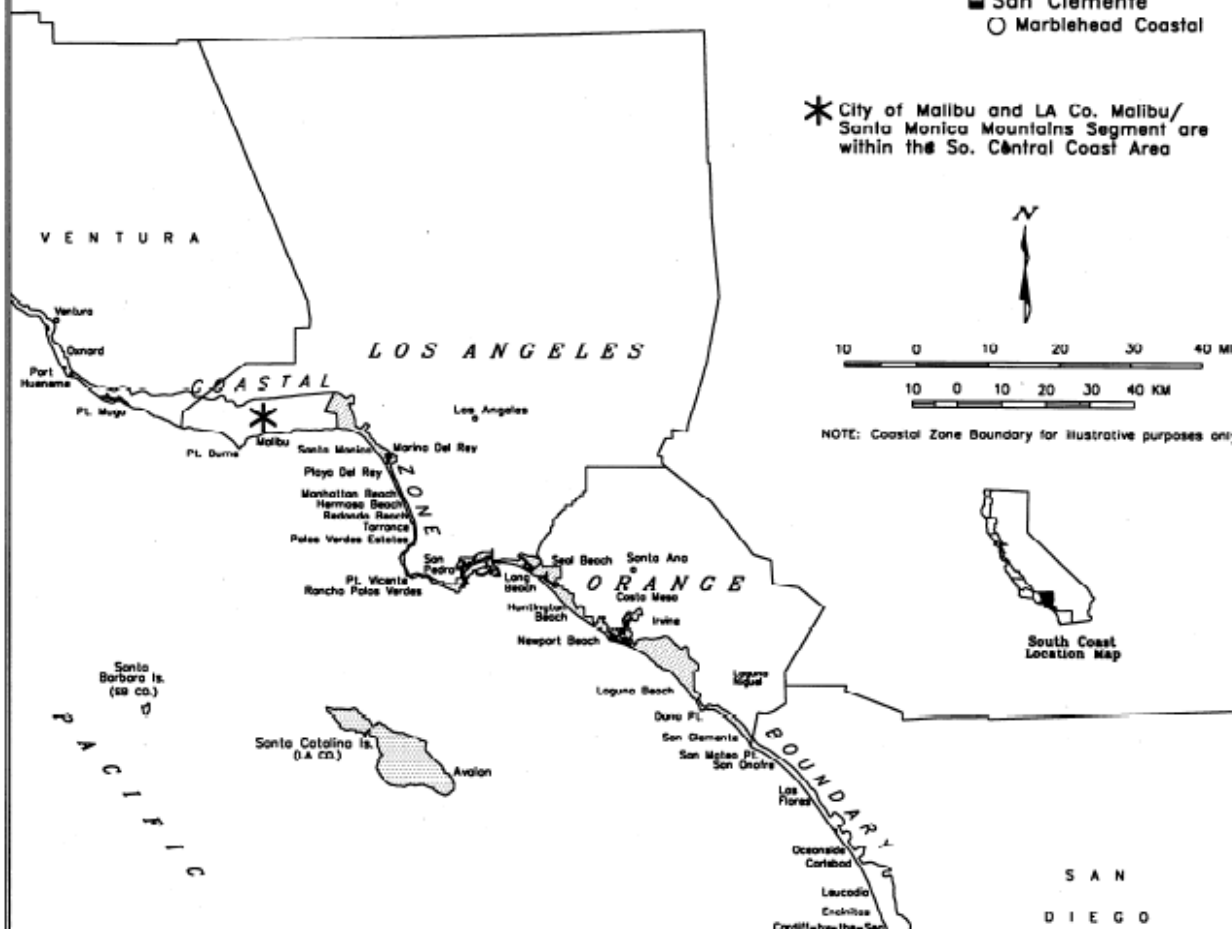 San Clemente
Marblehead Coastal
City of Malibu and LA Co. Malibu/
Santa Monica Mountains Segment are
within the So. Central Coast Area
N
VENTURA
Ventura
Oxnard
Port
Hueneme
Pt. Mugu
LOS ANGELES
COASTAL
Los Angeles
Malibu
Pt. Dume
10 0 10 20 30 40
10 0 10 20 30 40 KM
NOTE: Coastal Zone Boundary for illustrative purposes only
Santa Monica
Marina Del Rey
Playa Del Rey
ZONE
Manhattan Beach
Hermosa Beach
Redondo Beach
Torrance
Palos Verdes Estates
San
Pedro
Pt. Vicente
Rancho Palos Verdes
Long
Beach
Seal Beach
Santa Ana
ORANGE
Costa Mesa
Huntington
Beach
Irvine
Newport Beach
South Coast
Location Map
Laguna
Niguel
Laguna Beach
Dana Pt.
San Clemente
San Mateo Pt.
San Onofre
BOUNDARY
Las
Flores
Oceanside
Carlsbad
Leucadia
Encinitas
Cardiff-by-the-Sea
Santa
Barbara Is.
(SB CO.)
Santa Catalina Is.
(LA CO.)
Avalon
PACIFIC
SAN
DIEGO